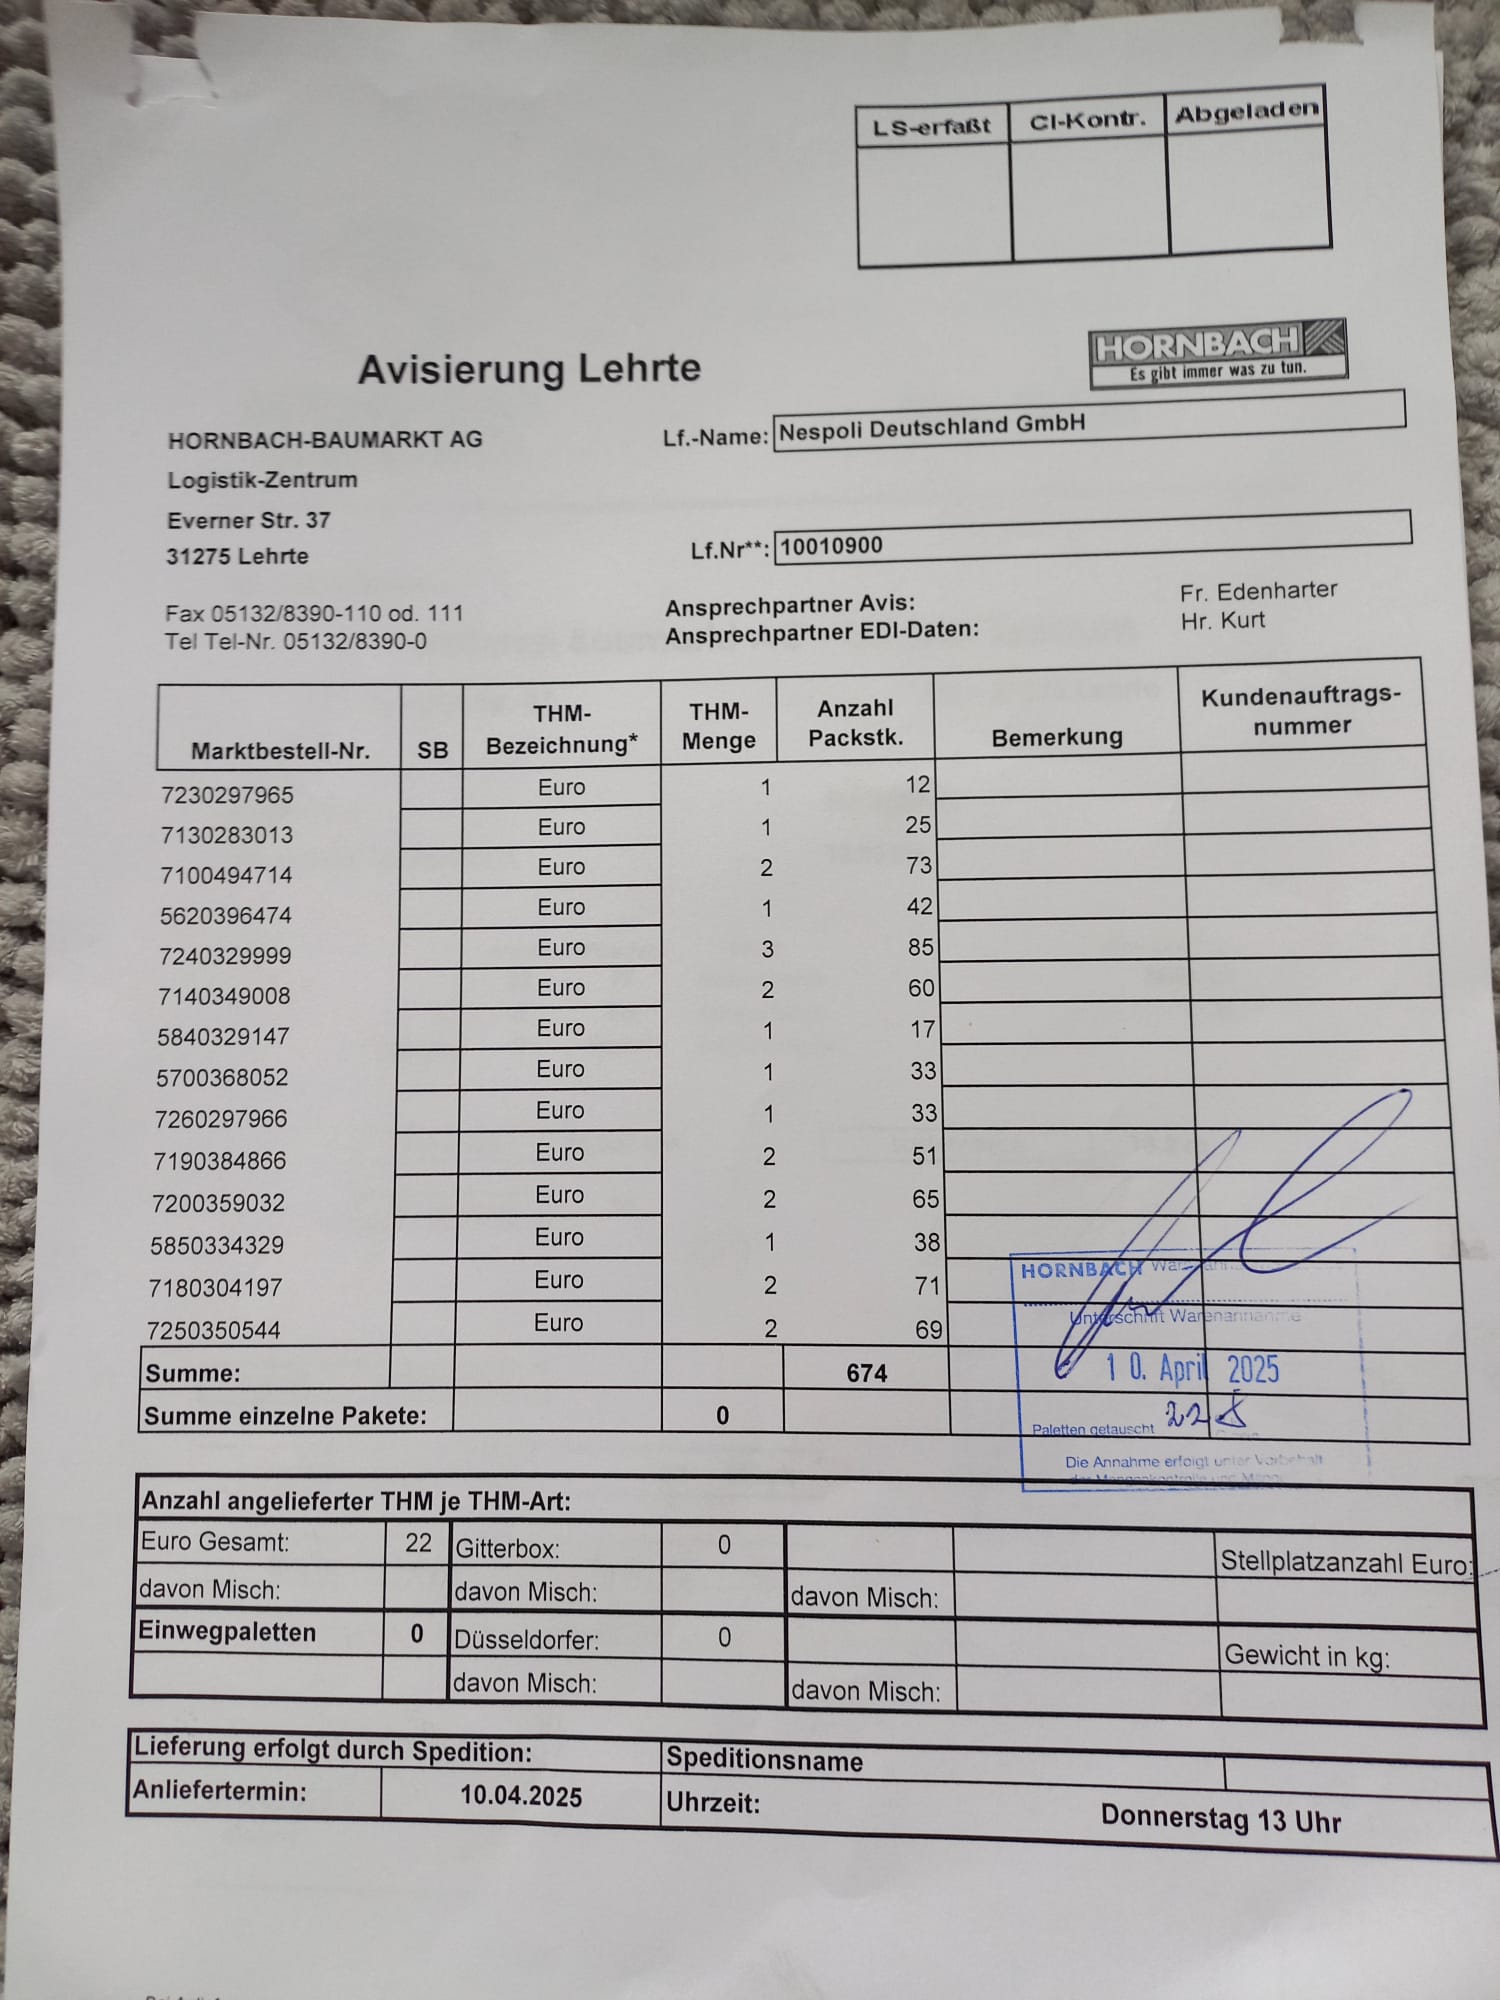 LS-erfaßt CI-Kontr. Abgeladen
HORNBACH
Es gibt immer was zu tun.
Avisierung Lehrte
HORNBACH-BAUMARKT AG
Logistik-Zentrum
Everner Str. 37
31275 Lehrte
Lf.-Name: Nespoli Deutschland GmbH
Lf.Nr**: 10010900
Fax 05132/8390-110 od. 111
Tel Tel-Nr. 05132/8390-0
Ansprechpartner Avis: Fr. Edenharter
Ansprechpartner EDI-Daten: Hr. Kurt
Marktbestell-Nr. SB THM-Bezeichnung* THM-Menge Anzahl Packstk. Bemerkung Kundenauftrags-nummer
7230297965 Euro 1 12
7130283013 Euro 1 25
7100494714 Euro 2 73
5620396474 Euro 1 42
7240329999 Euro 3 85
7140349008 Euro 2 60
5840329147 Euro 1 17
5700368052 Euro 1 33
7260297966 Euro 1 33
7190384866 Euro 2 51
7200359032 Euro 2 65
5850334329 Euro 1 38
7180304197 Euro 2 71
7250350544 Euro 2 69
Summe: 674
Summe einzelne Pakete: 0
HORNBACH
Unterschrift Warenannahme
10. April 2025
Paletten getauscht 22
Die Annahme erfolgt unter Vorbehalt
Anzahl angelieferter THM je THM-Art:
Euro Gesamt: 22 Gitterbox: 0 Stellplatzanzahl Euro:
davon Misch: davon Misch: davon Misch:
Einwegpaletten 0 Düsseldorfer: 0 Gewicht in kg:
davon Misch: davon Misch:
Lieferung erfolgt durch Spedition: Speditionsname
Anliefertermin: 10.04.2025 Uhrzeit: Donnerstag 13 Uhr